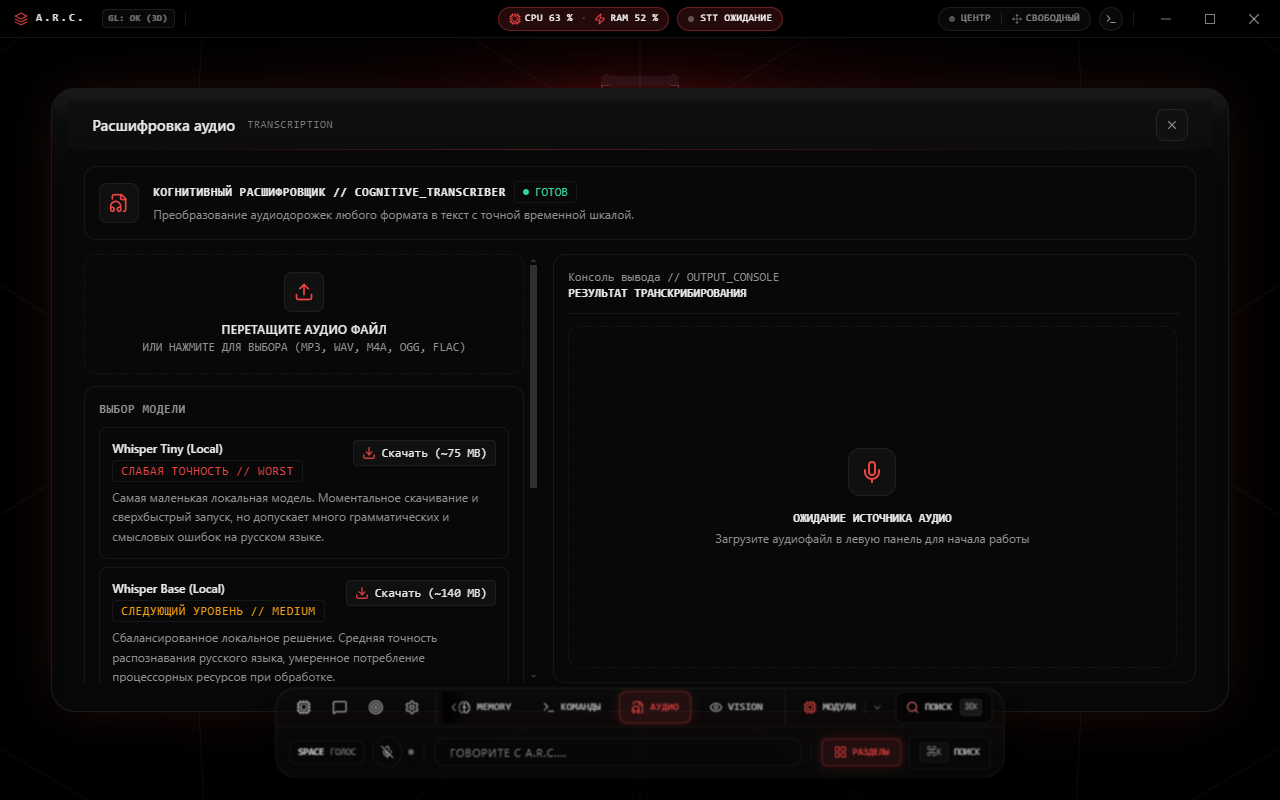 A.R.C.
GL: OK (3D)
CPU 63 % · RAM 52 %
STT ОЖИДАНИЕ
ЦЕНТР
СВОБОДНЫЙ
Расшифровка аудио TRANSCRIPTION
КОГНИТИВНЫЙ РАСШИФРОВЩИК // COGNITIVE_TRANSCRIBER
ГОТОВ
Преобразование аудиодорожек любого формата в текст с точной временной шкалой.
ПЕРЕТАЩИТЕ АУДИО ФАЙЛ
ИЛИ НАЖМИТЕ ДЛЯ ВЫБОРА (MP3, WAV, M4A, OGG, FLAC)
ВЫБОР МОДЕЛИ
Whisper Tiny (Local)
Скачать (~75 MB)
СЛАБАЯ ТОЧНОСТЬ // WORST
Самая маленькая локальная модель. Моментальное скачивание и
сверхбыстрый запуск, но допускает много грамматических и
смысловых ошибок на русском языке.
Whisper Base (Local)
Скачать (~140 MB)
СЛЕДУЮЩИЙ УРОВЕНЬ // MEDIUM
Сбалансированное локальное решение. Средняя точность
распознавания русского языка, умеренное потребление
процессорных ресурсов при обработке.
Консоль вывода // OUTPUT_CONSOLE
РЕЗУЛЬТАТ ТРАНСКРИБИРОВАНИЯ
ОЖИДАНИЕ ИСТОЧНИКА АУДИО
Загрузите аудиофайл в левую панель для начала работы
MEMORY
КОМАНДЫ
АУДИО
VISION
МОДУЛИ
ПОИСК ⌘K
SPACE ГОЛОС
ГОВОРИТЕ С A.R.C....
РАЗДЕЛЫ
⌘K ПОИСК